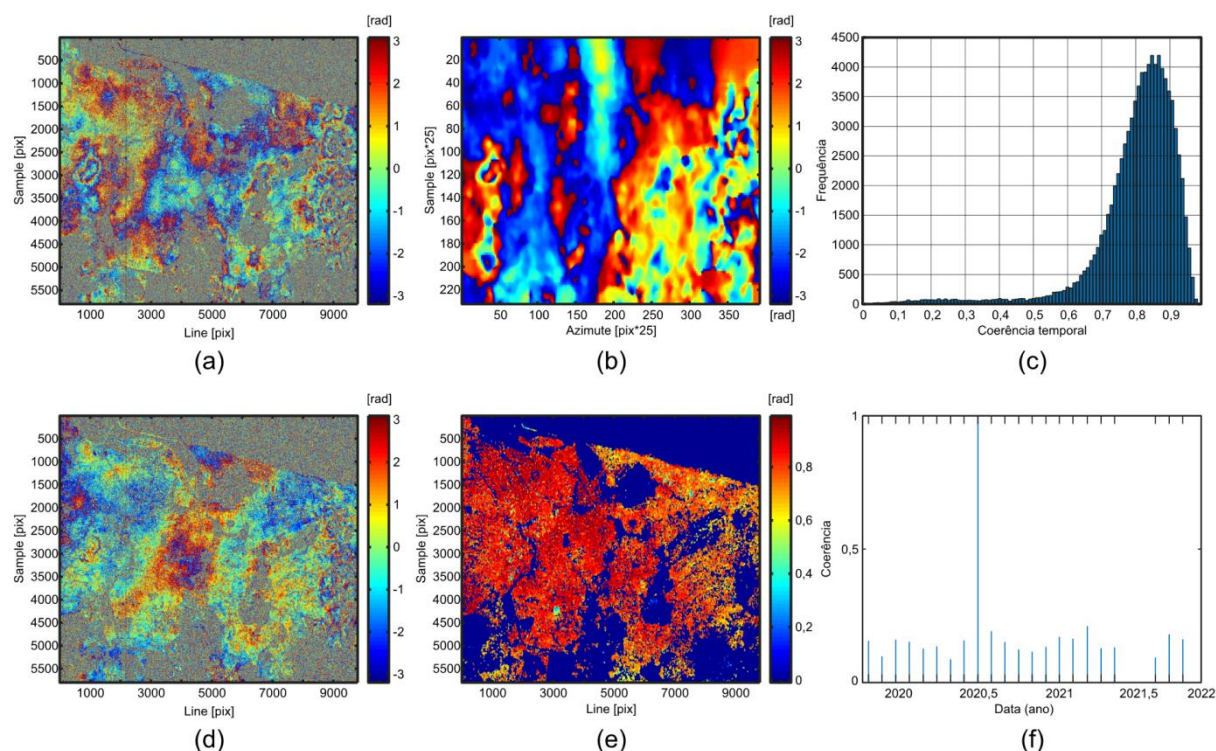 [rad]
3
2
1
0
-1
-2
-3
500
1000
1500
2000
2500
3000
3500
4000
4500
5000
5500
Sample [pix]
1000 3000 5000 7000 9000
Line [pix]
(a)
[rad]
3
2
1
0
-1
-2
-3
[rad]
20
40
60
80
100
120
140
160
180
200
220
Sample [pix*25]
50 100 150 200 250 300 350
Azimute [pix*25]
(b)
4500
4000
3500
3000
2500
2000
1500
1000
500
0
Frequência
0 0,1 0,2 0,3 0,4 0,5 0,6 0,7 0,8 0,9
Coerência temporal
(c)
[rad]
3
2
1
0
-1
-2
-3
500
1000
1500
2000
2500
3000
3500
4000
4500
5000
5500
Sample [pix]
1000 3000 5000 7000 9000
Line [pix]
(d)
[rad]
0,8
0,6
0,4
0,2
0
500
1000
1500
2000
2500
3000
3500
4000
4500
5000
5500
Sample [pix]
1000 3000 5000 7000 9000
Line [pix]
(e)
1
0,5
0
Coerência
2020 2020,5 2021 2021,5 2022
Data (ano)
(f)